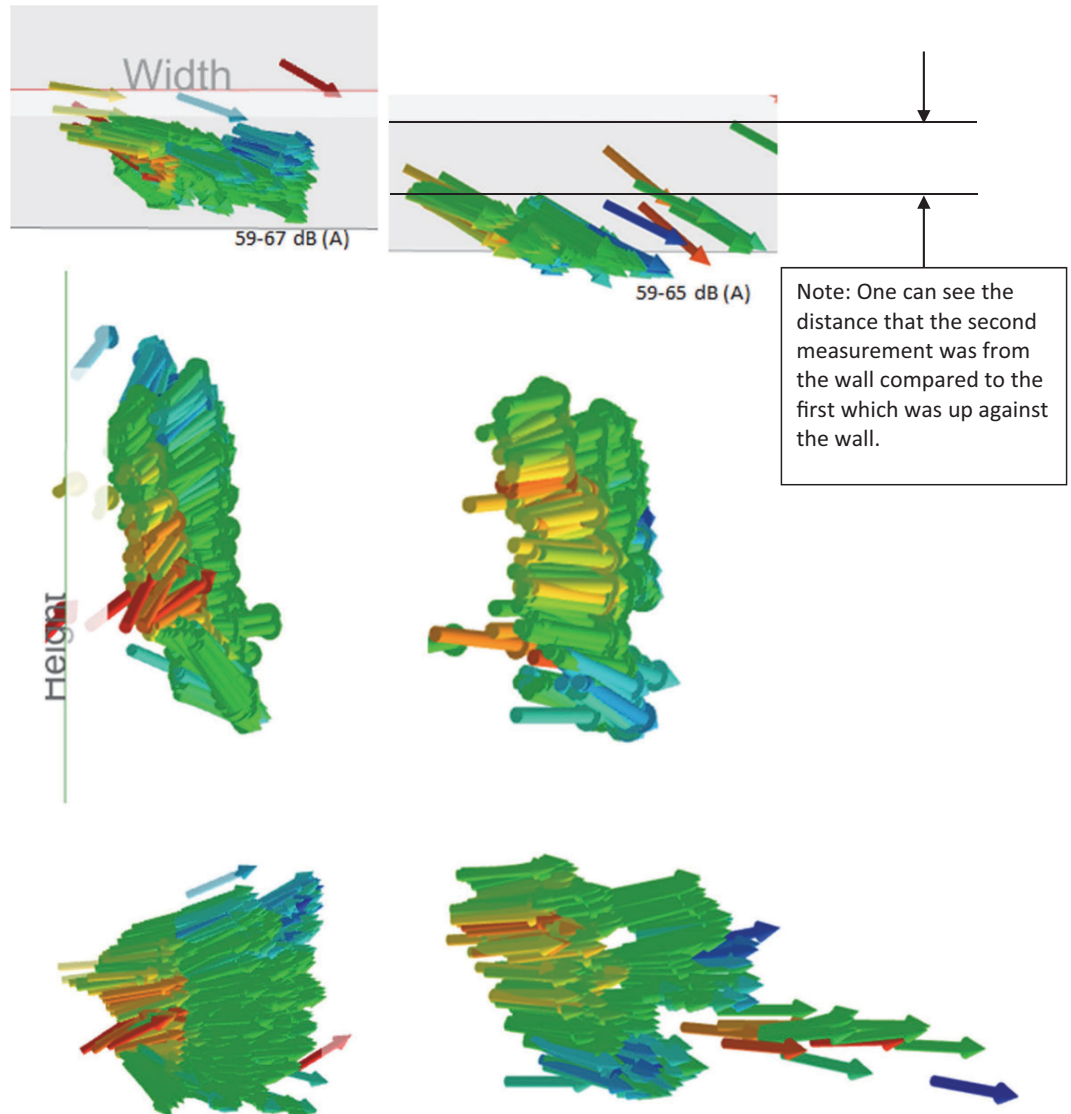 Width
59-67 dB (A)
59-65 dB (A)
Note: One can see the
distance that the second
measurement was from
the wall compared to the
first which was up against
the wall.
Height